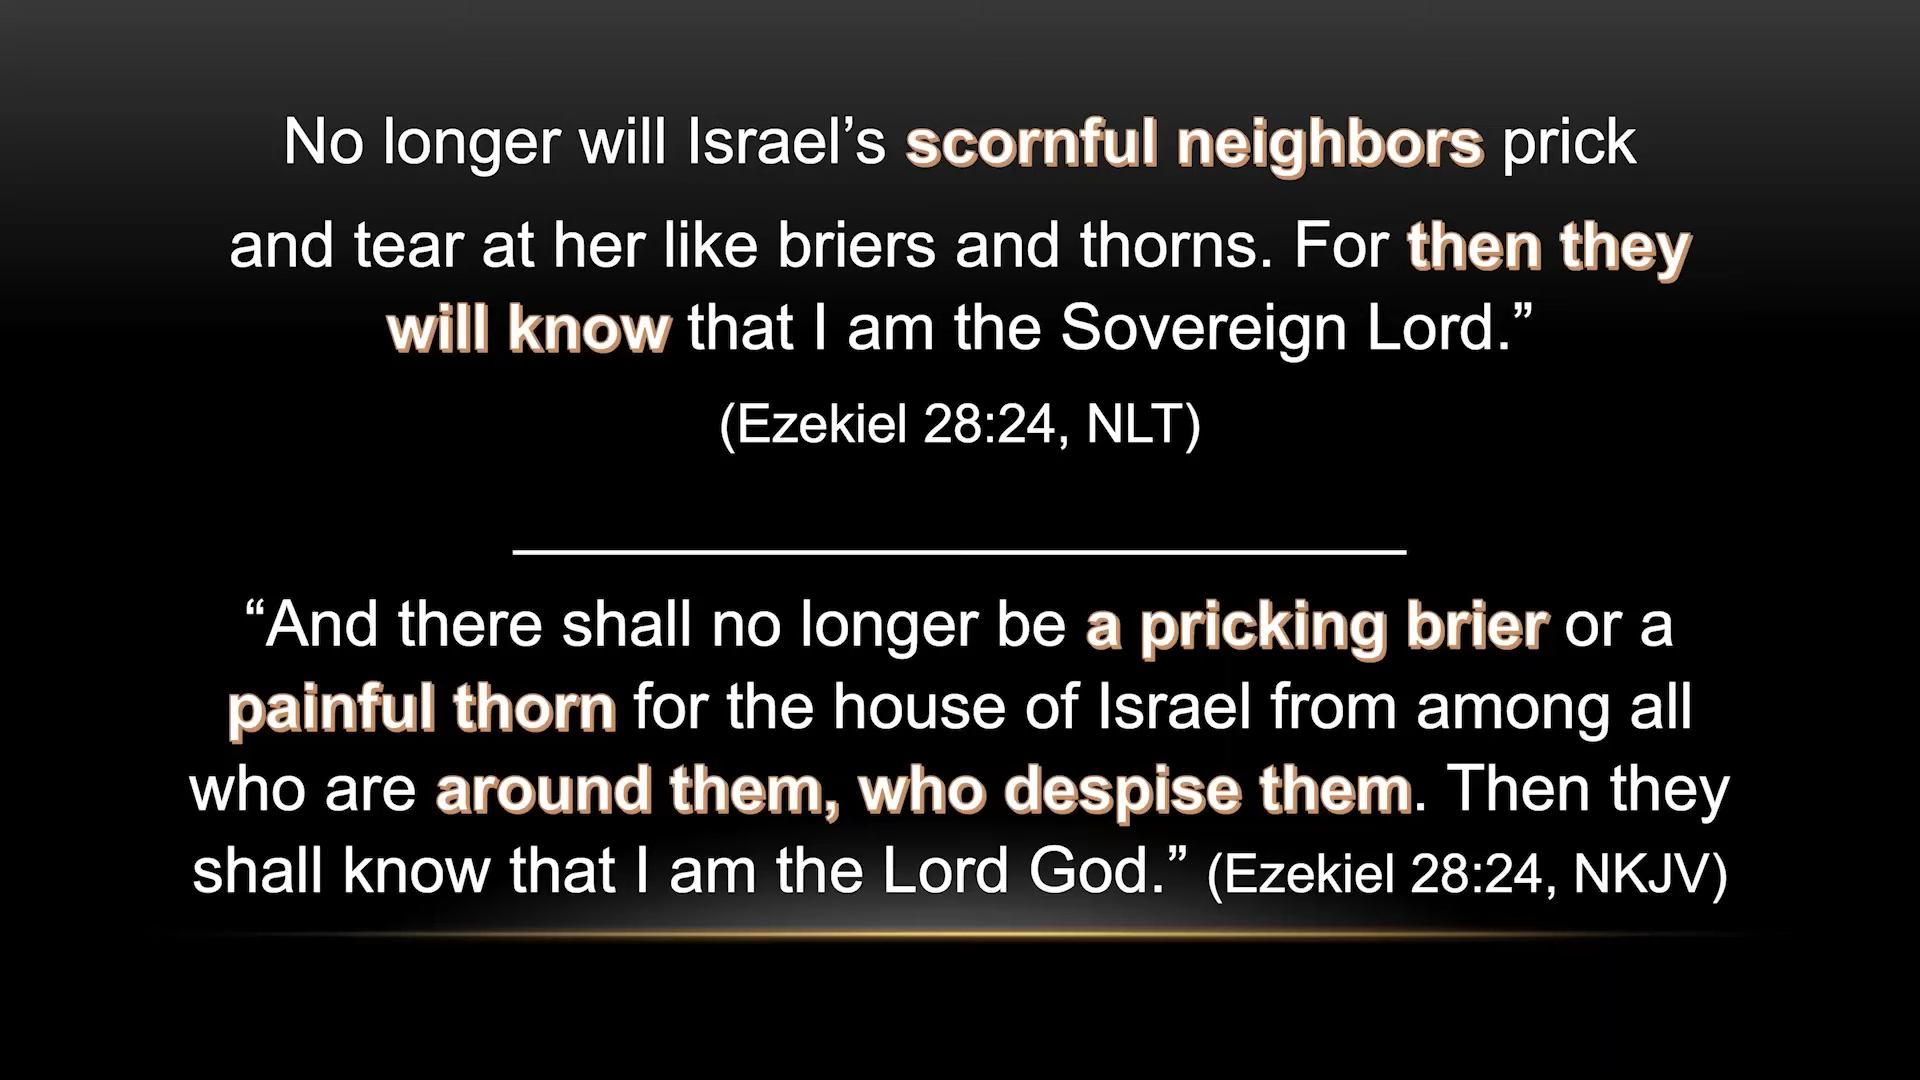 No longer will Israel’s scornful neighbors prick
and tear at her like briers and thorns. For then they
will know that I am the Sovereign Lord.”
(Ezekiel 28:24, NLT)
“And there shall no longer be a pricking brier or a
painful thorn for the house of Israel from among all
who are around them, who despise them. Then they
shall know that I am the Lord God.” (Ezekiel 28:24, NKJV)